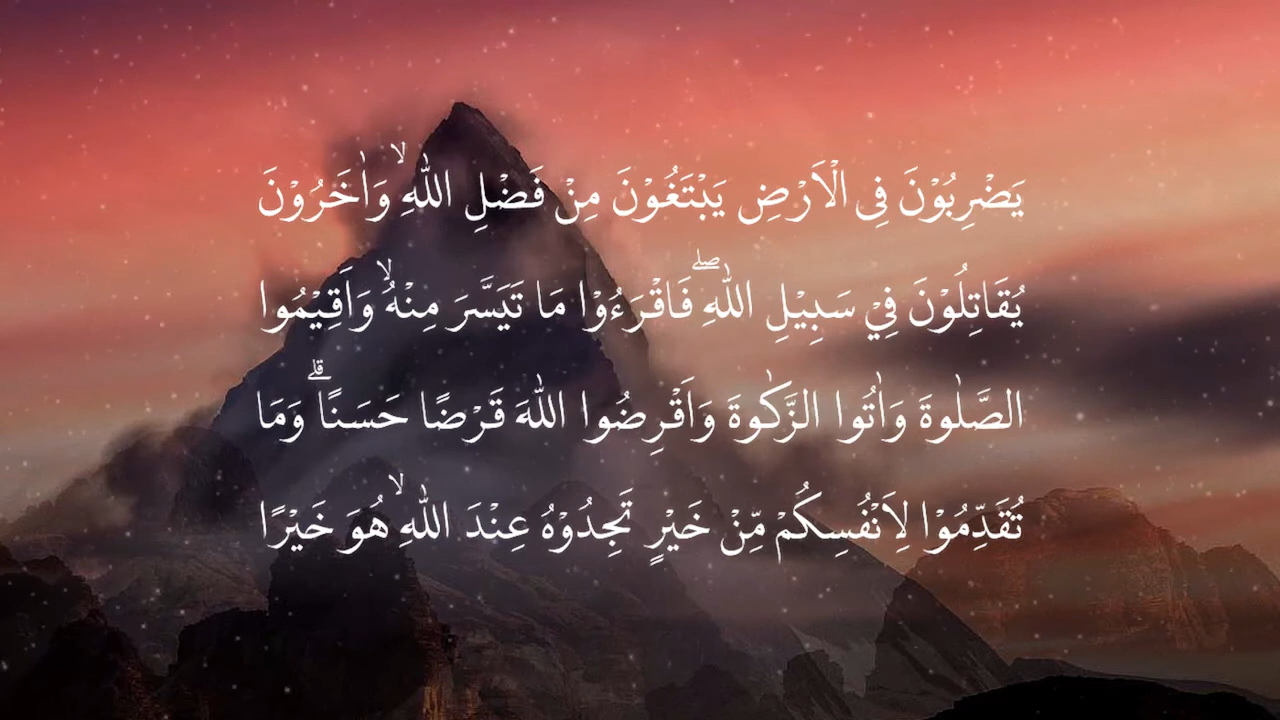 يَضْرِبُوْنَ فِى الْاَرْضِ يَبْتَغُوْنَ مِنْ فَضْلِ اللّٰهِ ۙ وَاٰخَرُوْنَ
يُقَاتِلُوْنَ فِيْ سَبِيْلِ اللّٰهِ ۖ فَاقْرَءُوْا مَا تَيَسَّرَ مِنْهُ ۙ وَاَقِيْمُوا
الصَّلٰوةَ وَاٰتُوا الزَّكٰوةَ وَاَقْرِضُوا اللّٰهَ قَرْضًا حَسَنًا ۗ وَمَا
تُقَدِّمُوْا لِاَنْفُسِكُمْ مِّنْ خَيْرٍ تَجِدُوْهُ عِنْدَ اللّٰهِ ۙ هُوَ خَيْرًا